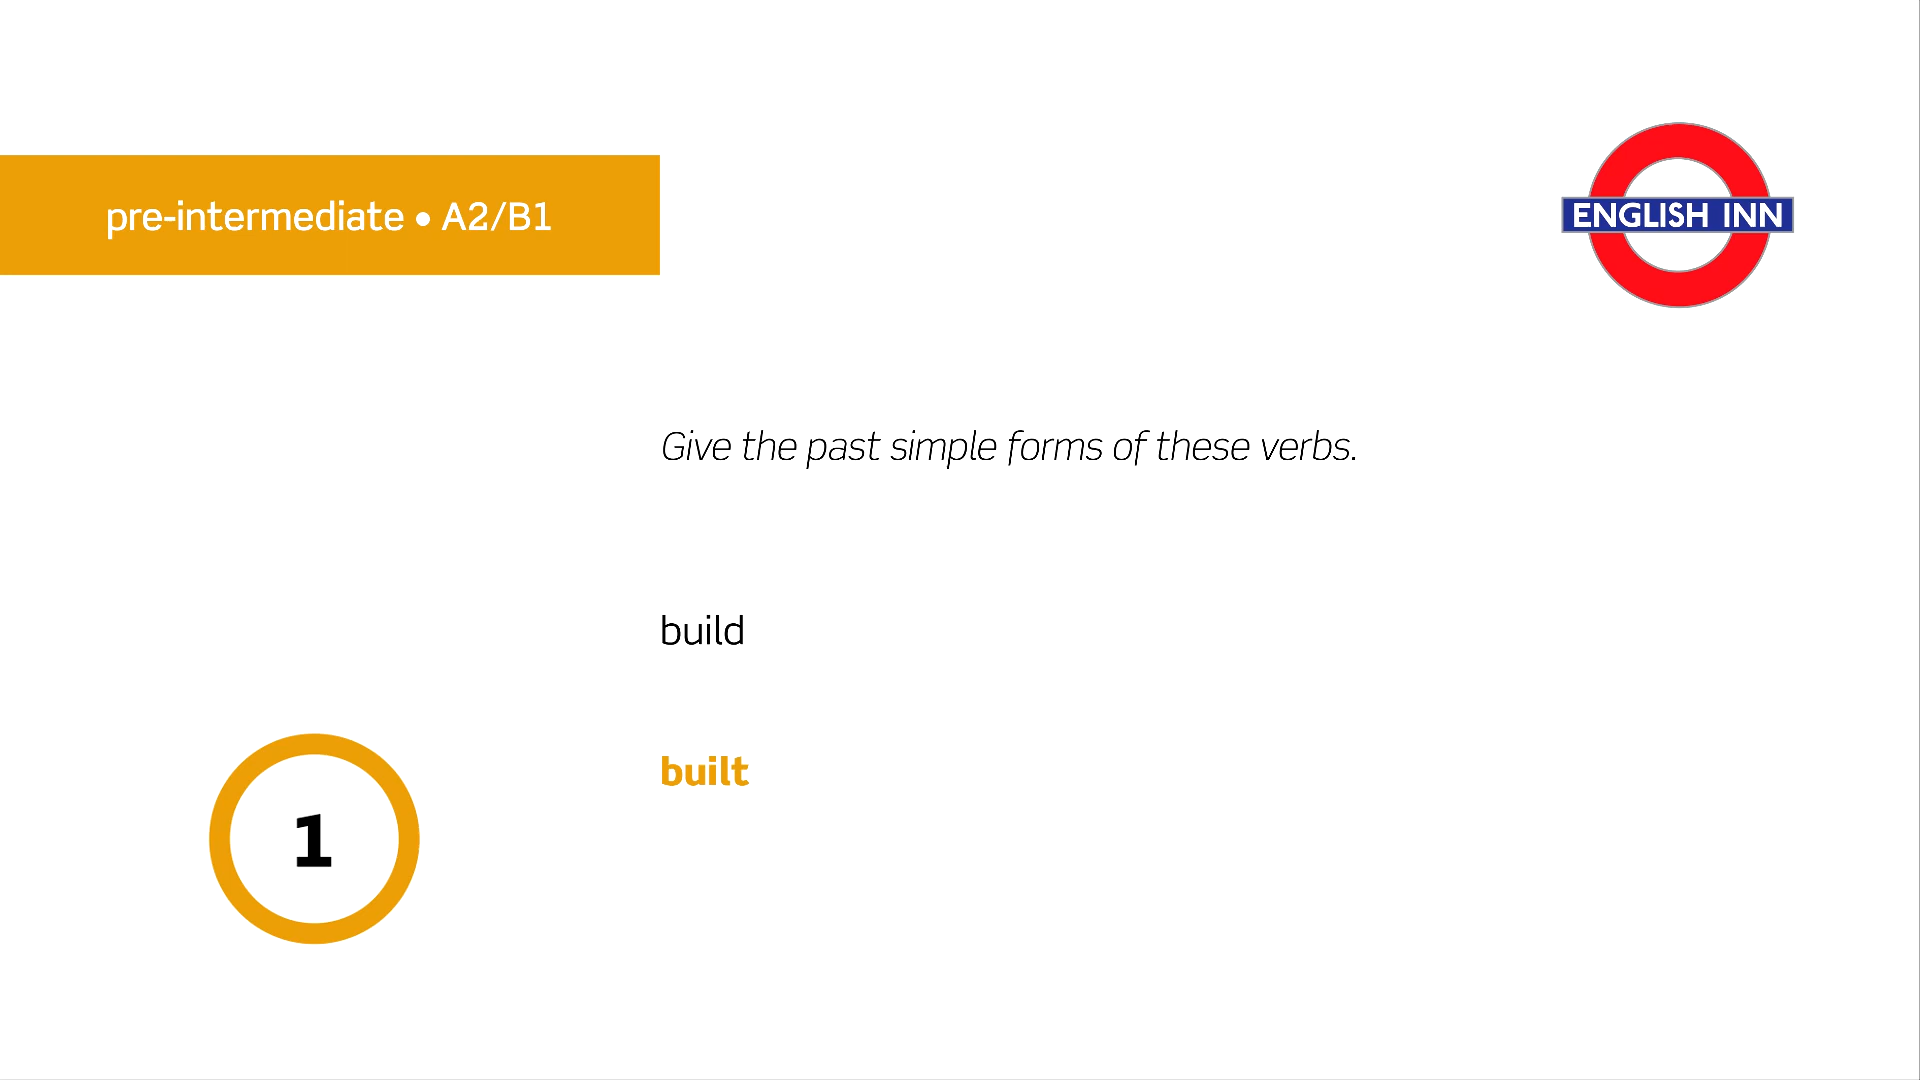 pre-intermediate • A2/B1
ENGLISH INN
Give the past simple forms of these verbs.
build
built
1